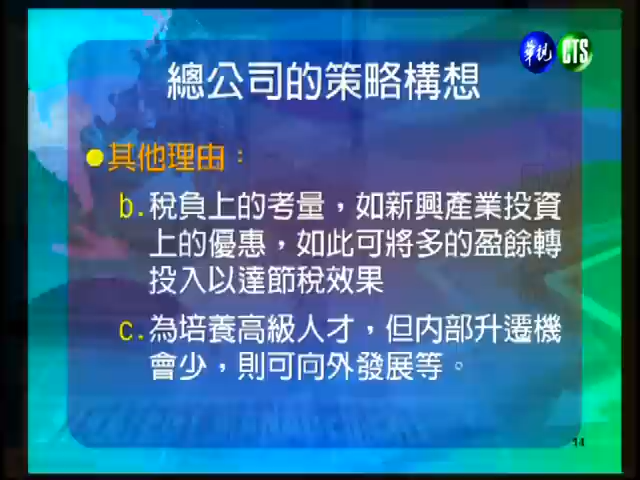 華視 CTS
總公司的策略構想
其他理由：
b.稅負上的考量，如新興產業投資
上的優惠，如此可將多的盈餘轉
投入以達節稅效果
c.為培養高級人才，但內部升遷機
會少，則可向外發展等。
14